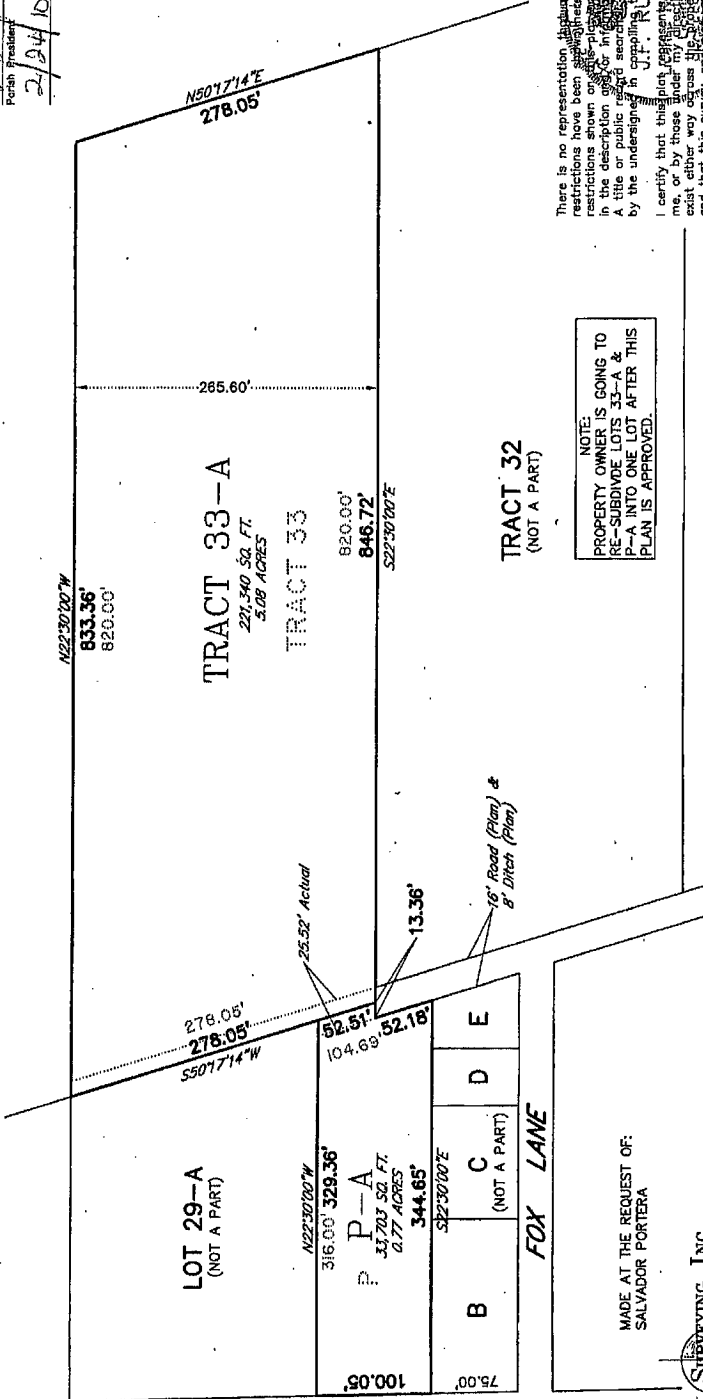 Parish President
2/24/10
N50°17'14"E
278.05'
N22°30'00"W
833.36'
820.00'
265.60'
TRACT 33-A
221,340 SQ. FT.
5.08 ACRES
TRACT 33
820.00'
846.72'
S22°30'00"E
There is no representation
restrictions have been
restrictions shown on this plat
in the description and/or
A title or public record search
by the undersigned in compiling
I certify that this plat represents
me, or by those under my direct
exist either way across the
and that this survey
TRACT 32
(NOT A PART)
NOTE:
PROPERTY OWNER IS GOING TO
RE-SUBDIVDE LOTS 33-A &
P-A INTO ONE LOT AFTER THIS
PLAN IS APPROVED.
25.52' Actual
13.36'
16' Road (Plan) &
8' Ditch (Plan)
278.05'
278.05'
S50°17'14"W
52.51'
104.69'
52.18'
LOT 29-A
(NOT A PART)
N22°30'00"W
316.00' 329.36'
P P-A
33,703 SQ. FT.
0.77 ACRES
344.65'
S22°30'00"E
100.05'
75.00'
B
C
(NOT A PART)
D
E
FOX LANE
MADE AT THE REQUEST OF:
SALVADOR PORTERA
SURVEYING, INC.